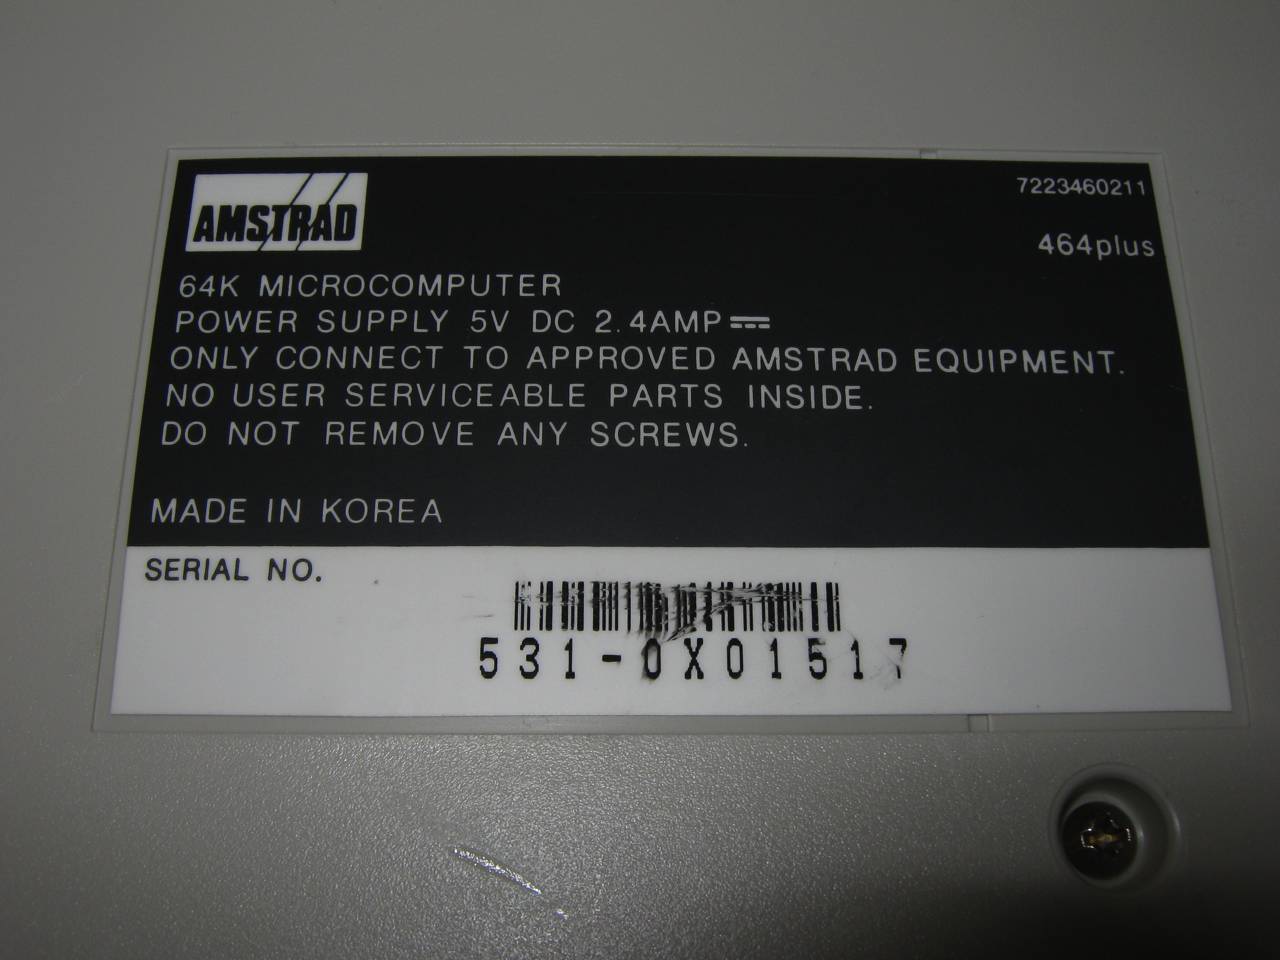 AMSTRAD
7223460211
464plus
64K MICROCOMPUTER
POWER SUPPLY 5V DC 2.4AMP
ONLY CONNECT TO APPROVED AMSTRAD EQUIPMENT.
NO USER SERVICEABLE PARTS INSIDE.
DO NOT REMOVE ANY SCREWS.
MADE IN KOREA
SERIAL NO.
531-0X01517